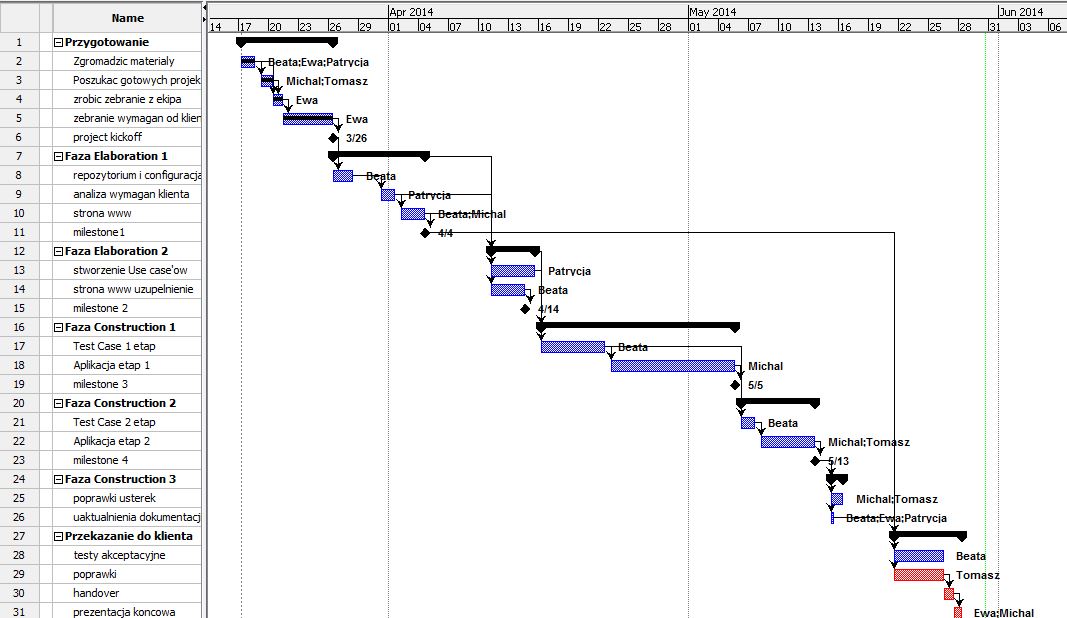 Name
Apr 2014 May 2014 Jun 2014
14 17 20 23 26 29 01 04 07 10 13 16 19 22 25 28 01 04 07 10 13 16 19 22 25 28 31 03 06
1 Przygotowanie
2 Zgromadzic materialy Beata;Ewa;Patrycja
3 Poszukac gotowych projek Michal;Tomasz
4 zrobic zebranie z ekipa Ewa
5 zebranie wymagan od klien Ewa
6 project kickoff 3/26
7 Faza Elaboration 1
8 repozytorium i configuracja Beata
9 analiza wymagan klienta Patrycja
10 strona www Beata;Michal
11 milestone1 4/4
12 Faza Elaboration 2
13 stworzenie Use case'ow Patrycja
14 strona www uzupelnienie Beata
15 milestone 2 4/14
16 Faza Construction 1
17 Test Case 1 etap Beata
18 Aplikacja etap 1 Michal
19 milestone 3 5/5
20 Faza Construction 2
21 Test Case 2 etap Beata
22 Aplikacja etap 2 Michal;Tomasz
23 milestone 4 5/13
24 Faza Construction 3
25 poprawki usterek Michal;Tomasz
26 uaktualnienia dokumentacj Beata;Ewa;Patrycja
27 Przekazanie do klienta
28 testy akceptacyjne Beata
29 poprawki Tomasz
30 handover
31 prezentacja koncowa Ewa;Michal